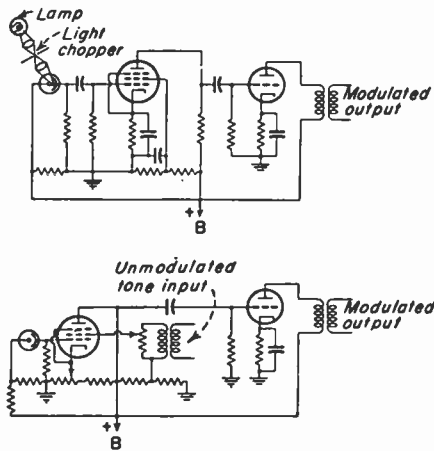 Lamp
Light
chopper
Modulated
output
+
B
Unmodulated
tone input
Modulated
output
+
B